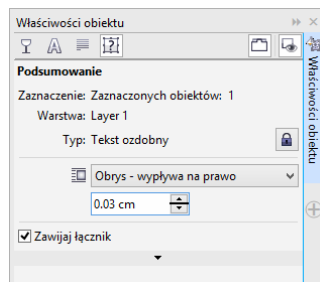 Właściwości obiektu
Podsumowanie
Zaznaczenie: Zaznaczonych obiektów: 1
Warstwa: Layer 1
Typ: Tekst ozdobny
Obrys - wypływa na prawo
0.03 cm
Zawijaj łącznik
Właściwości obiektu